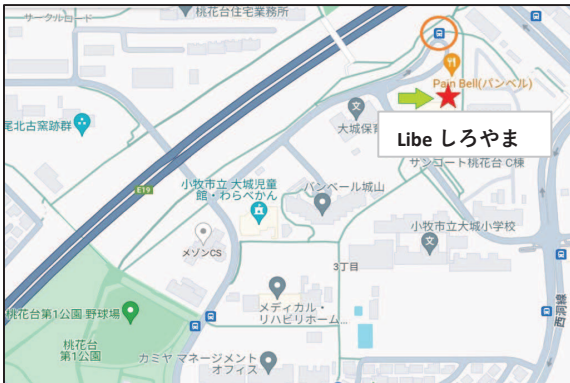 サークルロード
桃花台住宅業務所
Pain Bell(パンベル)
尾北古窯跡群
大城保育
Libe しろやま
サンコート桃花台 C棟
E19
小牧市立 大城児童
館・わらべかん
パンベール城山
小牧市立大城小学校
メゾンCS
3丁目
メディカル・
リハビリホーム...
桃花台第1公園 野球場
桃花台
第1公園
カミヤ マネージメント
オフィス